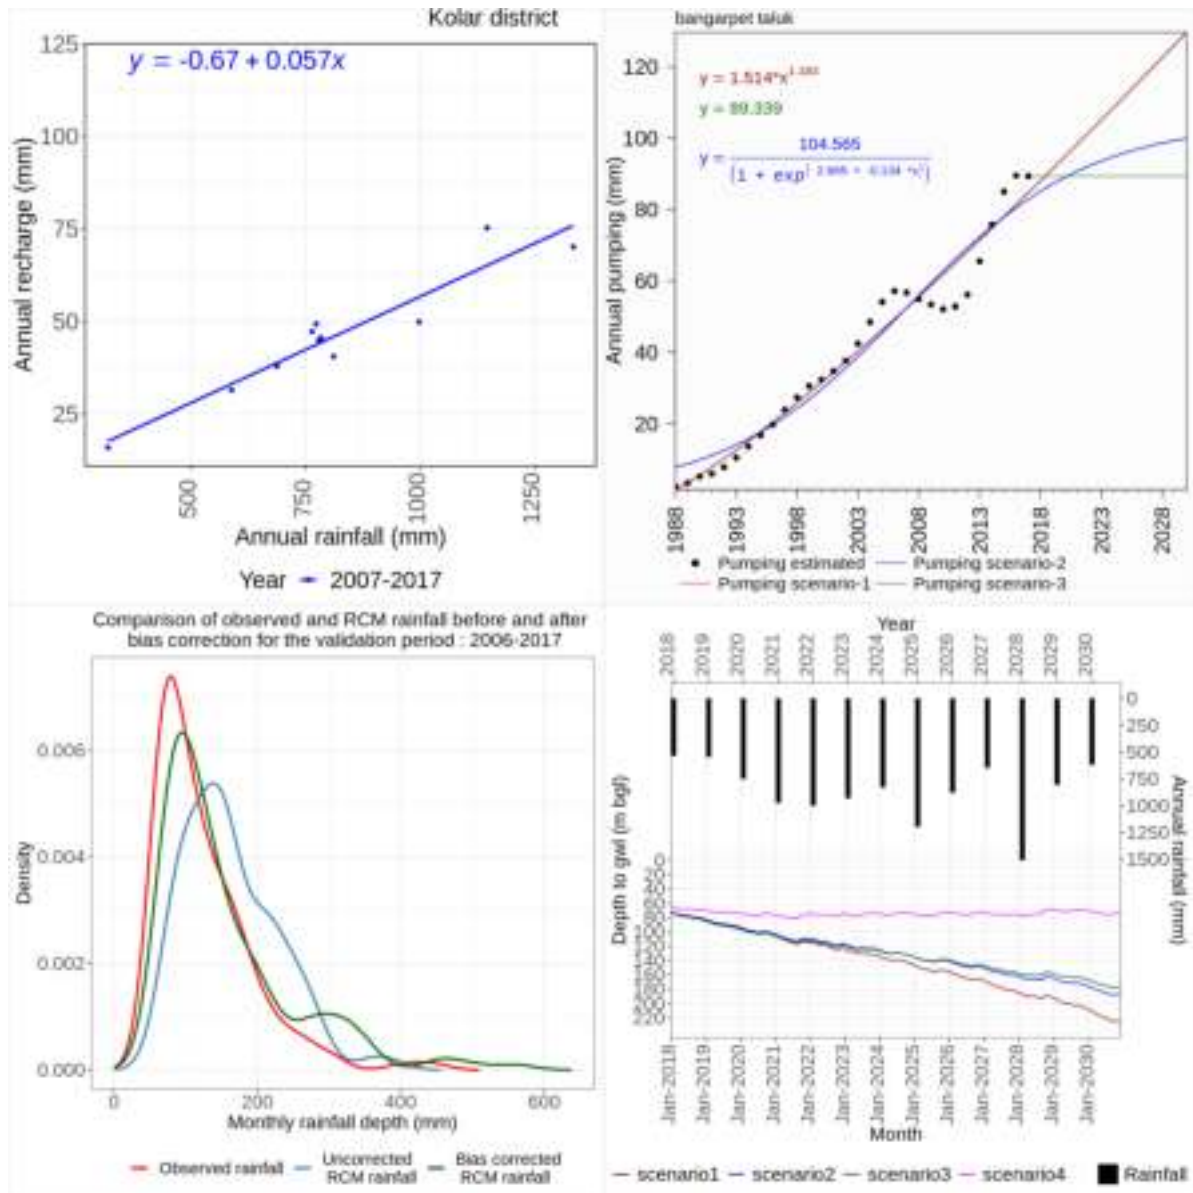 Kolar district
y = -0.67 + 0.057x
125
100
75
50
25
Annual recharge (mm)
500
750
1000
1250
Annual rainfall (mm)
Year 2007-2017
bangarpet taluk
y = 1.514*x
y = 89.339
y = 104.565
(1 + exp
120
100
80
60
40
20
Annual pumping (mm)
1988
1993
1998
2003
2008
2013
2018
2023
2028
Pumping estimated Pumping scenario-2
Pumping scenario-1 Pumping scenario-3
Comparison of observed and RCM rainfall before and after
bias correction for the validation period : 2006-2017
0.006
0.004
0.002
0.000
Density
0
200
400
600
Monthly rainfall depth (mm)
Observed rainfall Uncorrected RCM rainfall Bias corrected RCM rainfall
Year
2018
2019
2020
2021
2022
2023
2024
2025
2026
2027
2028
2029
2030
0
250
500
750
1000
1250
1500
Annual rainfall (mm)
Depth to gwl (m bgl)
0
Jan-2018
Jan-2019
Jan-2020
Jan-2021
Jan-2022
Jan-2023
Jan-2024
Jan-2025
Jan-2026
Jan-2027
Jan-2028
Jan-2029
Jan-2030
Month
scenario1 scenario2 scenario3 scenario4 Rainfall